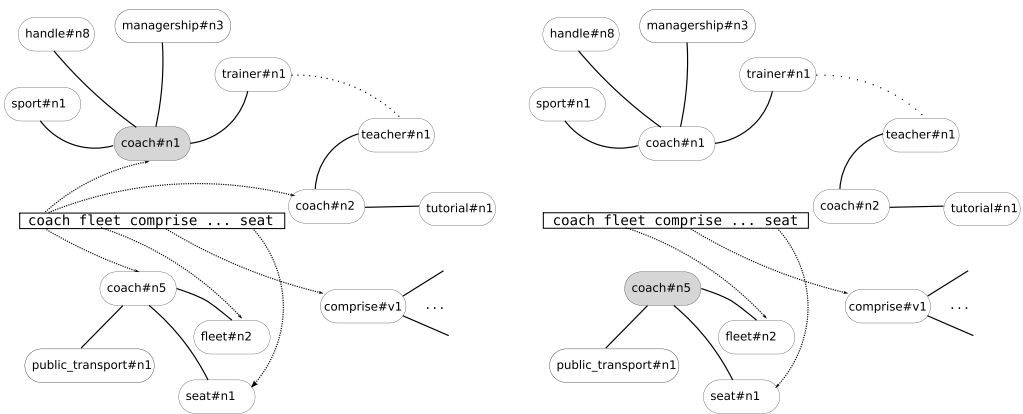 handle#n8
managership#n3
trainer#n1
sport#n1
coach#n1
teacher#n1
coach#n2
tutorial#n1
coach fleet comprise ... seat
coach#n5
comprise#v1
...
fleet#n2
public_transport#n1
seat#n1
handle#n8
managership#n3
trainer#n1
sport#n1
coach#n1
teacher#n1
coach#n2
tutorial#n1
coach fleet comprise ... seat
coach#n5
comprise#v1
...
fleet#n2
public_transport#n1
seat#n1